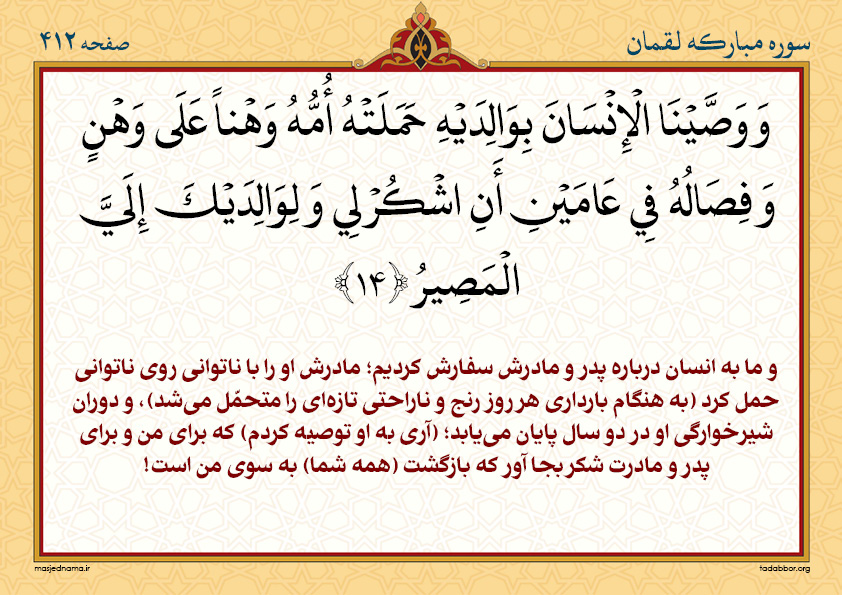 سوره مبارکه لقمان
صفحه ۴۱۲
وَ وَصَّيْنَا الْإِنْسَانَ بِوَالِدَيْهِ حَمَلَتْهُ أُمُّهُ وَهْناً عَلَى وَهْنٍ
وَ فِصَالُهُ فِي عَامَيْنِ أَنِ اشْكُرْ لِي وَ لِوَالِدَيْكَ إِلَيَّ
الْمَصِيرُ ﴿۱۴﴾
و ما به انسان درباره پدر و مادرش سفارش کردیم؛ مادرش او را با ناتوانی روی ناتوانی
حمل کرد (به هنگام بارداری هر روز رنج و ناراحتی تازه‌ای را متحمّل می‌شد)، و دوران
شیرخوارگی او در دو سال پایان می‌یابد؛ (آری به او توصیه کردم) که برای من و برای
پدر و مادرت شکر بجا آور که بازگشت (همه شما) به سوی من است!
masjednama.ir
tadabbor.org